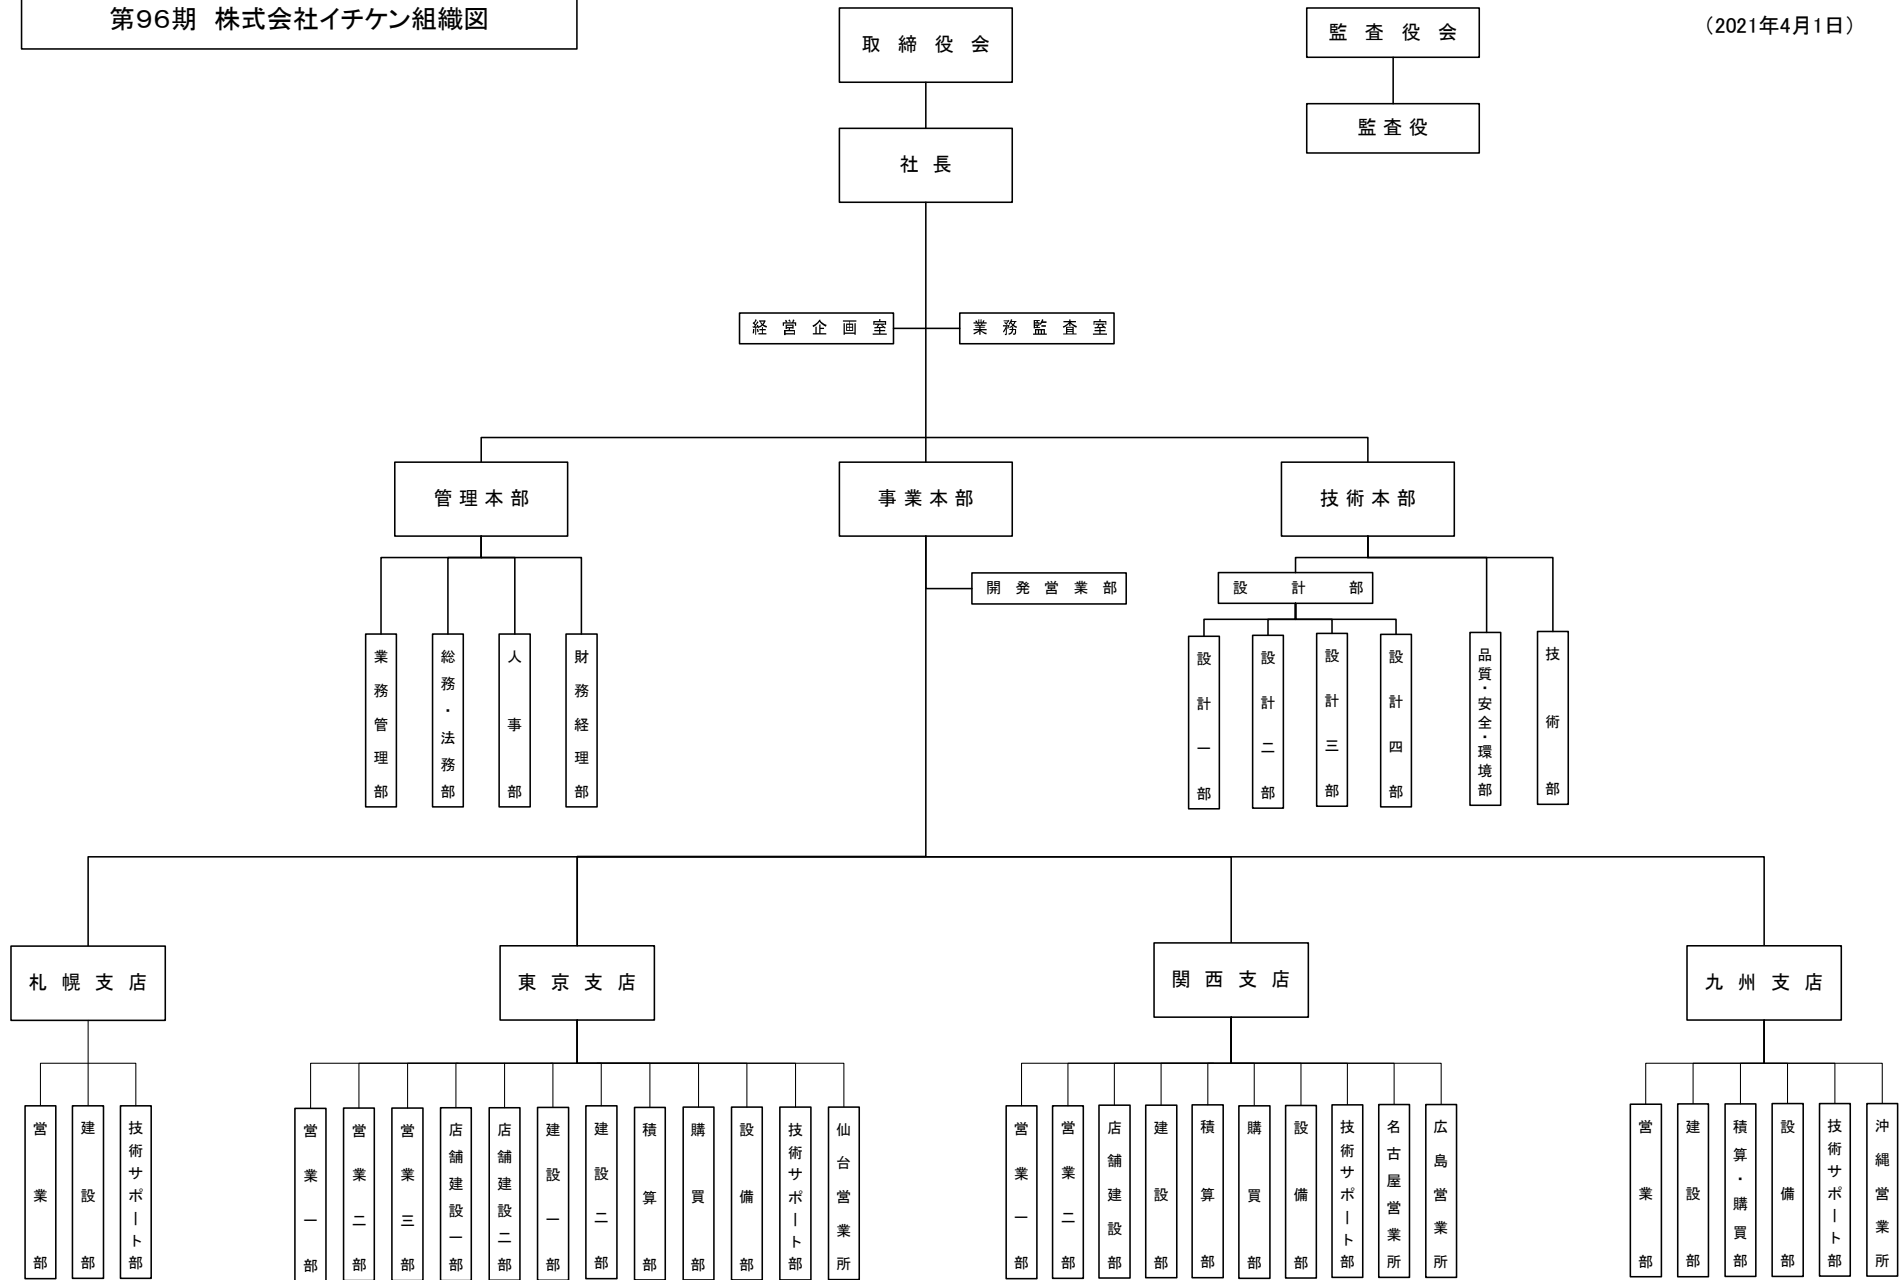 第96期 株式会社イチケン組織図
取締役会
監査役会
（2021年4月1日）
監査役
社長
経営企画室
業務監査室
管理本部
事業本部
技術本部
開発営業部
設計部
業務管理部
総務・法務部
人事部
財務経理部
設計一部
設計二部
設計三部
設計四部
品質・安全・環境部
技術部
札幌支店
東京支店
関西支店
九州支店
営業部
建設部
技術サポート部
営業一部
営業二部
営業三部
店舗建設一部
店舗建設二部
建設一部
建設二部
積算部
購買部
設備部
技術サポート部
仙台営業所
営業一部
営業二部
店舗建設部
建設部
積算部
購買部
設備部
技術サポート部
名古屋営業所
広島営業所
営業部
建設部
積算・購買部
設備部
技術サポート部
沖縄営業所